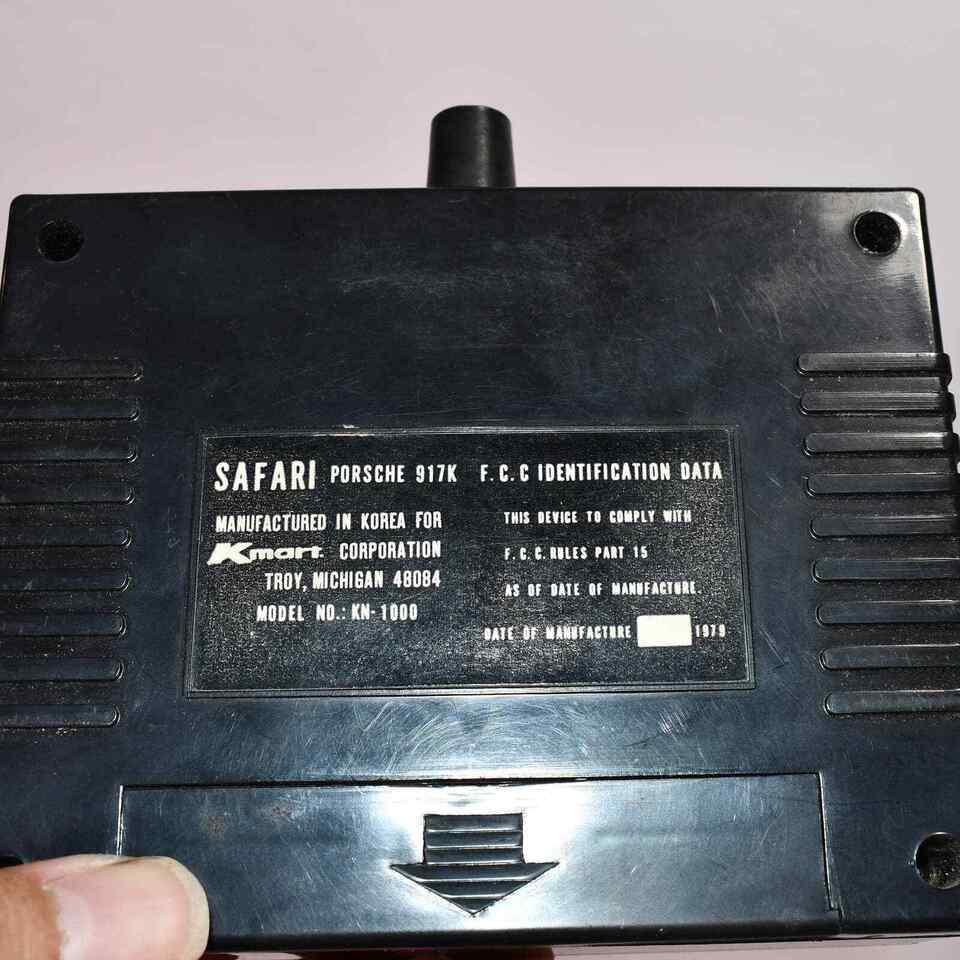 SAFARI PORSCHE 917K F.C.C IDENTIFICATION DATA
MANUFACTURED IN KOREA FOR
Kmart CORPORATION
TROY, MICHIGAN 48084
MODEL NO.: KN-1000
THIS DEVICE TO COMPLY WITH
F.C.C. RULES PART 15
AS OF DATE OF MANUFACTURE.
DATE OF MANUFACTURE 1979